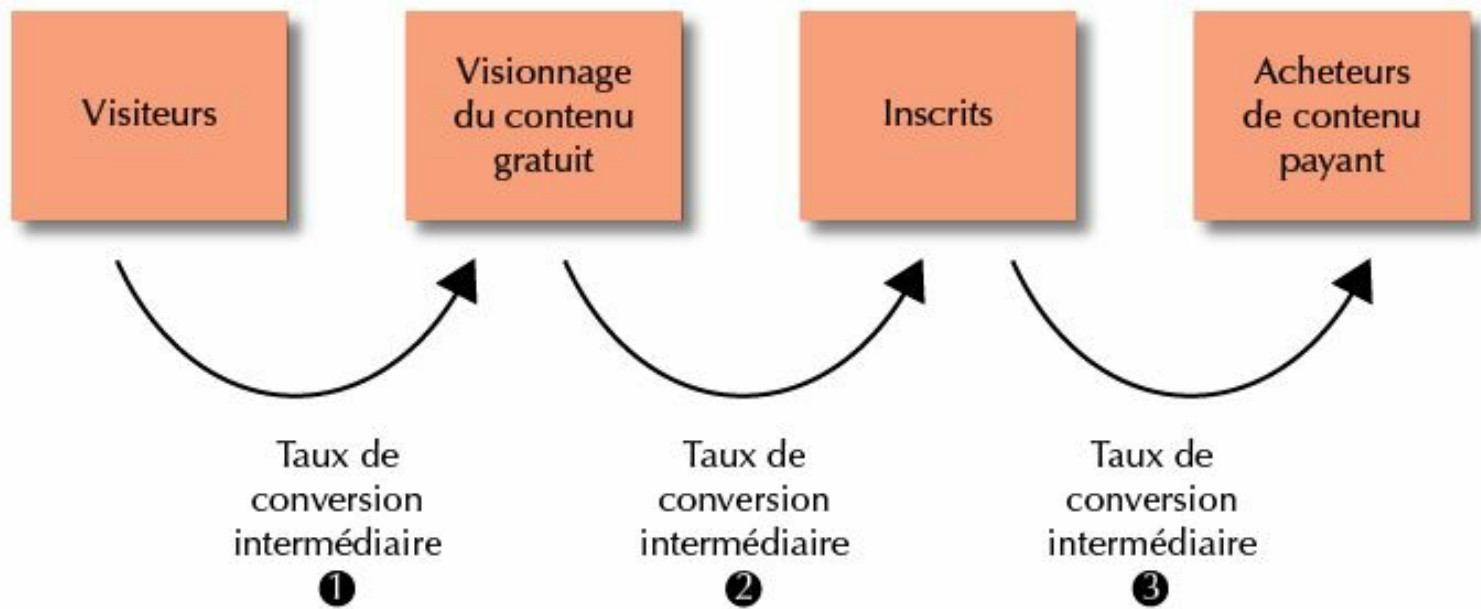 Visiteurs
Visionnage
du contenu
gratuit
Inscrits
Acheteurs
de contenu
payant
Taux de
conversion
intermédiaire
❶
Taux de
conversion
intermédiaire
❷
Taux de
conversion
intermédiaire
❸